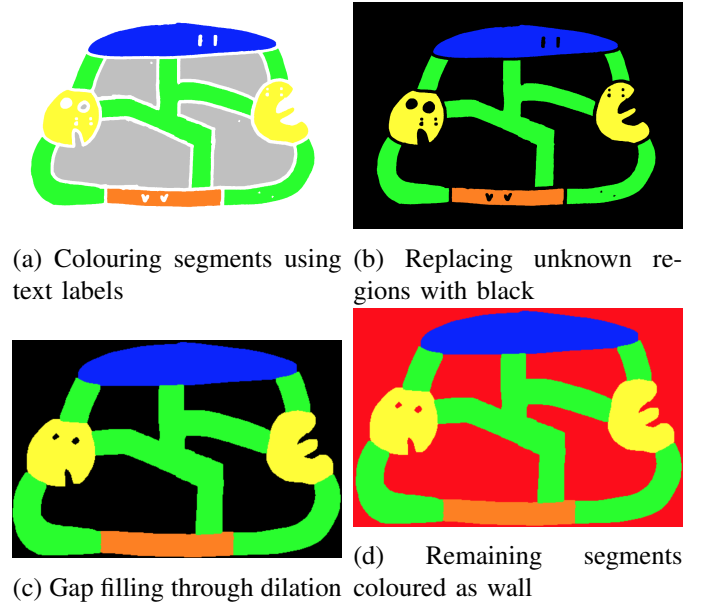 (a) Colouring segments using
text labels
(b) Replacing unknown re-
gions with black
(c) Gap filling through dilation
(d) Remaining segments
coloured as wall